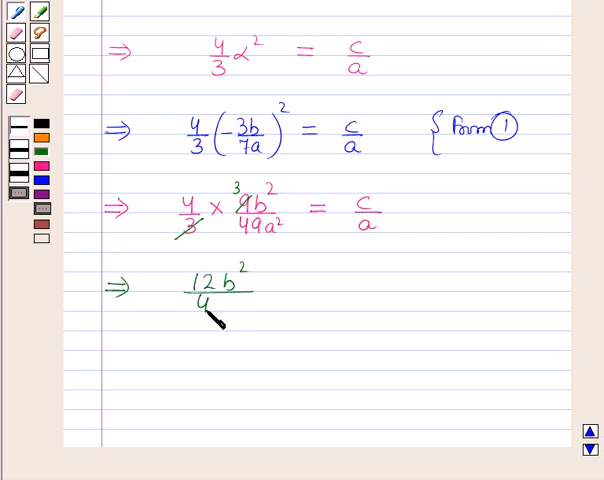 ⇒ 4/3 α² = c/a
⇒ 4/3 (-3b/7a)² = c/a { From ①
⇒ 4/3 × 3 9b²/49a² = c/a
⇒ 12b²/4